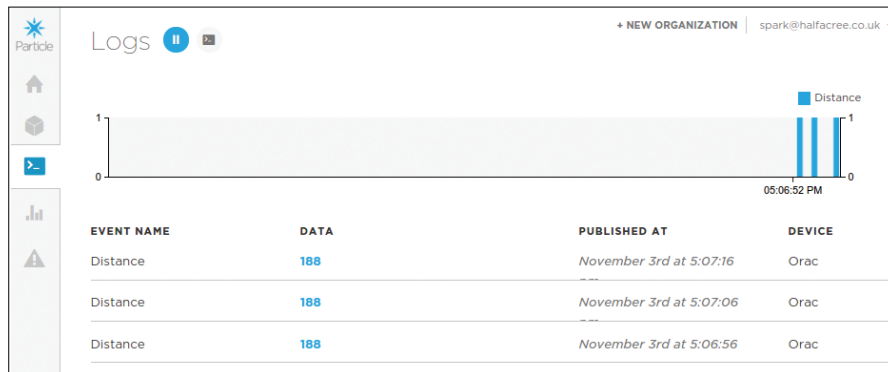 Particle
Logs
+ NEW ORGANIZATION
spark@halfacree.co.uk
Distance
1 1
0 0
05:06:52 PM
EVENT NAME DATA PUBLISHED AT DEVICE
Distance 188 November 3rd at 5:07:16 Orac
Distance 188 November 3rd at 5:07:06 Orac
Distance 188 November 3rd at 5:06:56 Orac